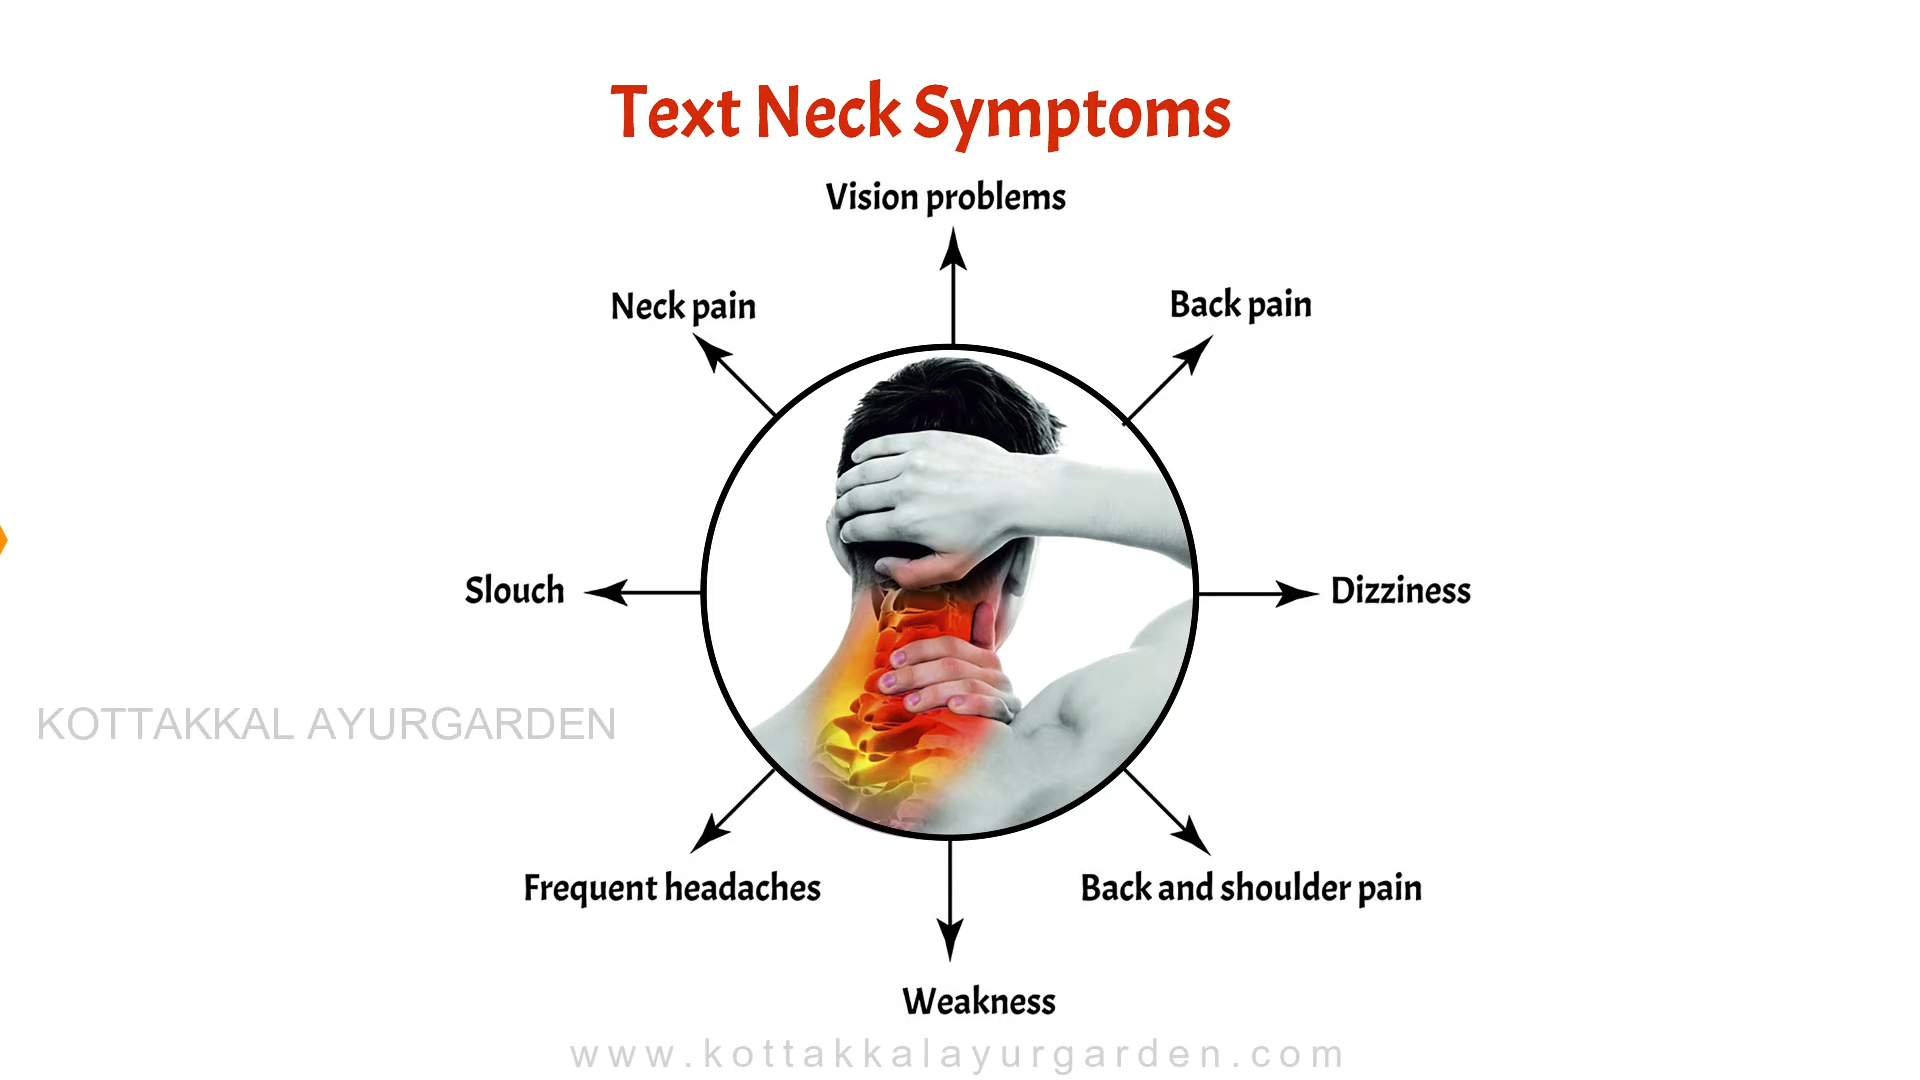 Text Neck Symptoms
Vision problems
Neck pain
Back pain
Slouch
Dizziness
KOTTAKKAL AYURGARDEN
Frequent headaches
Back and shoulder pain
Weakness
www.kottakkalayurgarden.com